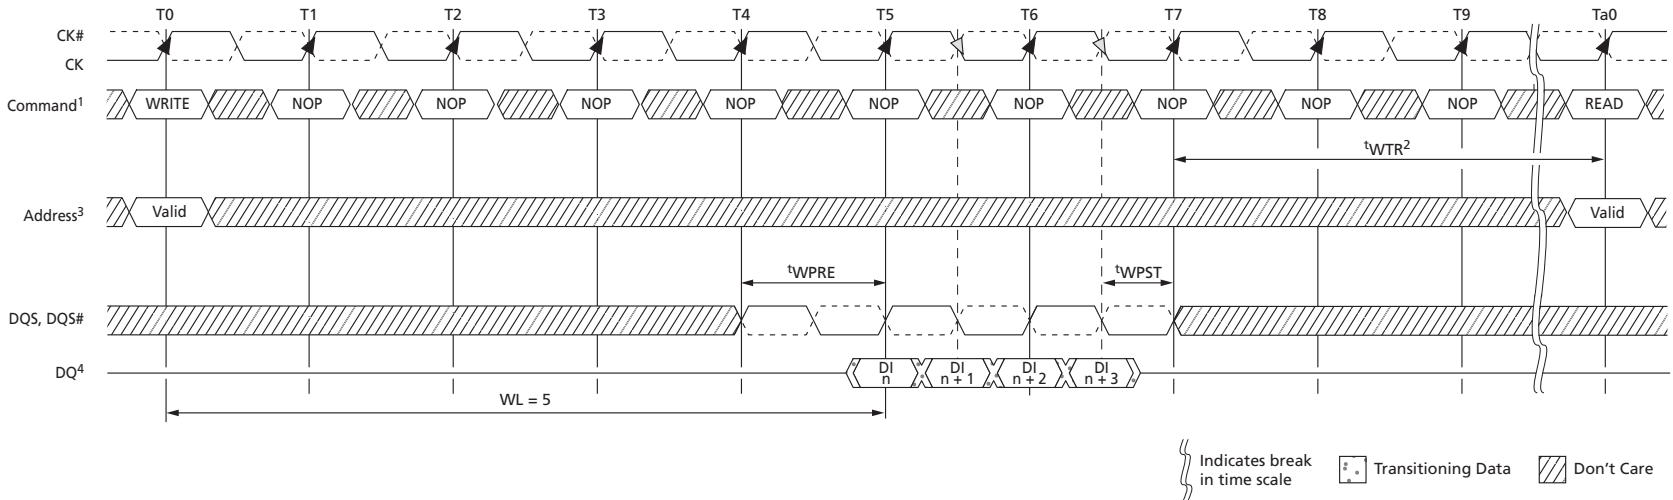 T0 T1 T2 T3 T4 T5 T6 T7 T8 T9 Ta0
CK#
CK
Command1 WRITE NOP NOP NOP NOP NOP NOP NOP NOP NOP READ
tWTR2
Address3 Valid Valid
tWPRE tWPST
DQS, DQS#
DQ4 DI n DI n + 1 DI n + 2 DI n + 3
WL = 5
Indicates break
in time scale
Transitioning Data
Don't Care